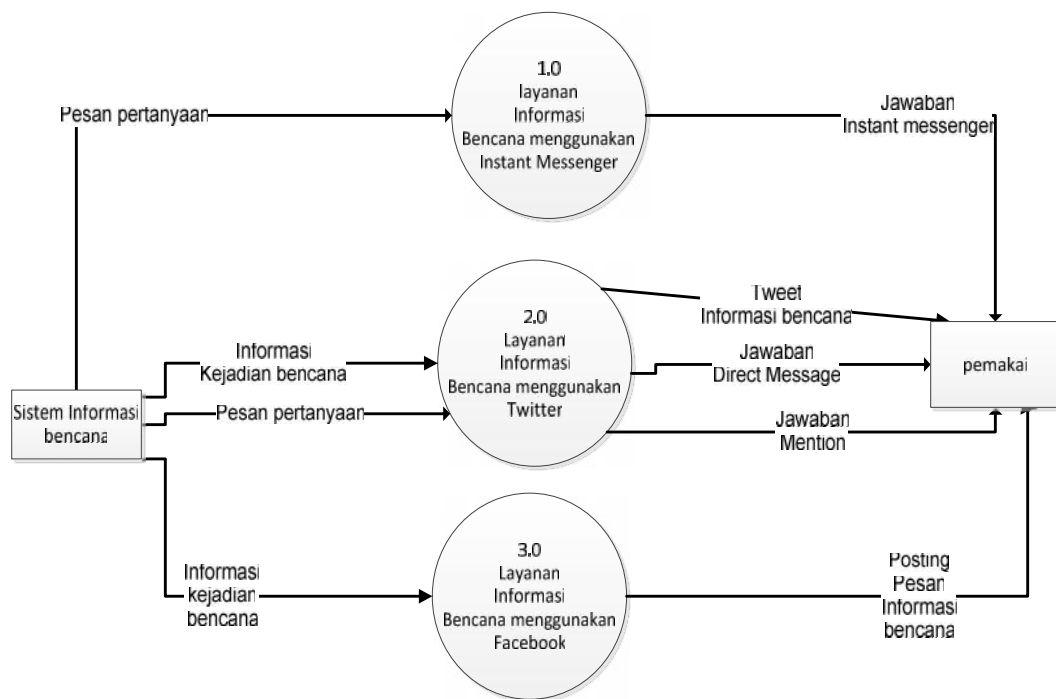 1.0
layanan
Informasi
Bencana menggunakan
Instant Messenger
Pesan pertanyaan
Jawaban
Instant messenger
2.0
Layanan
Informasi
Bencana menggunakan
Twitter
Tweet
Informasi bencana
Informasi
Kejadian bencana
Jawaban
Direct Message
pemakai
Sistem Informasi
bencana
Pesan pertanyaan
Jawaban
Mention
3.0
Layanan
Informasi
Bencana menggunakan
Facebook
Informasi
kejadian
bencana
Posting
Pesan
Informasi
bencana